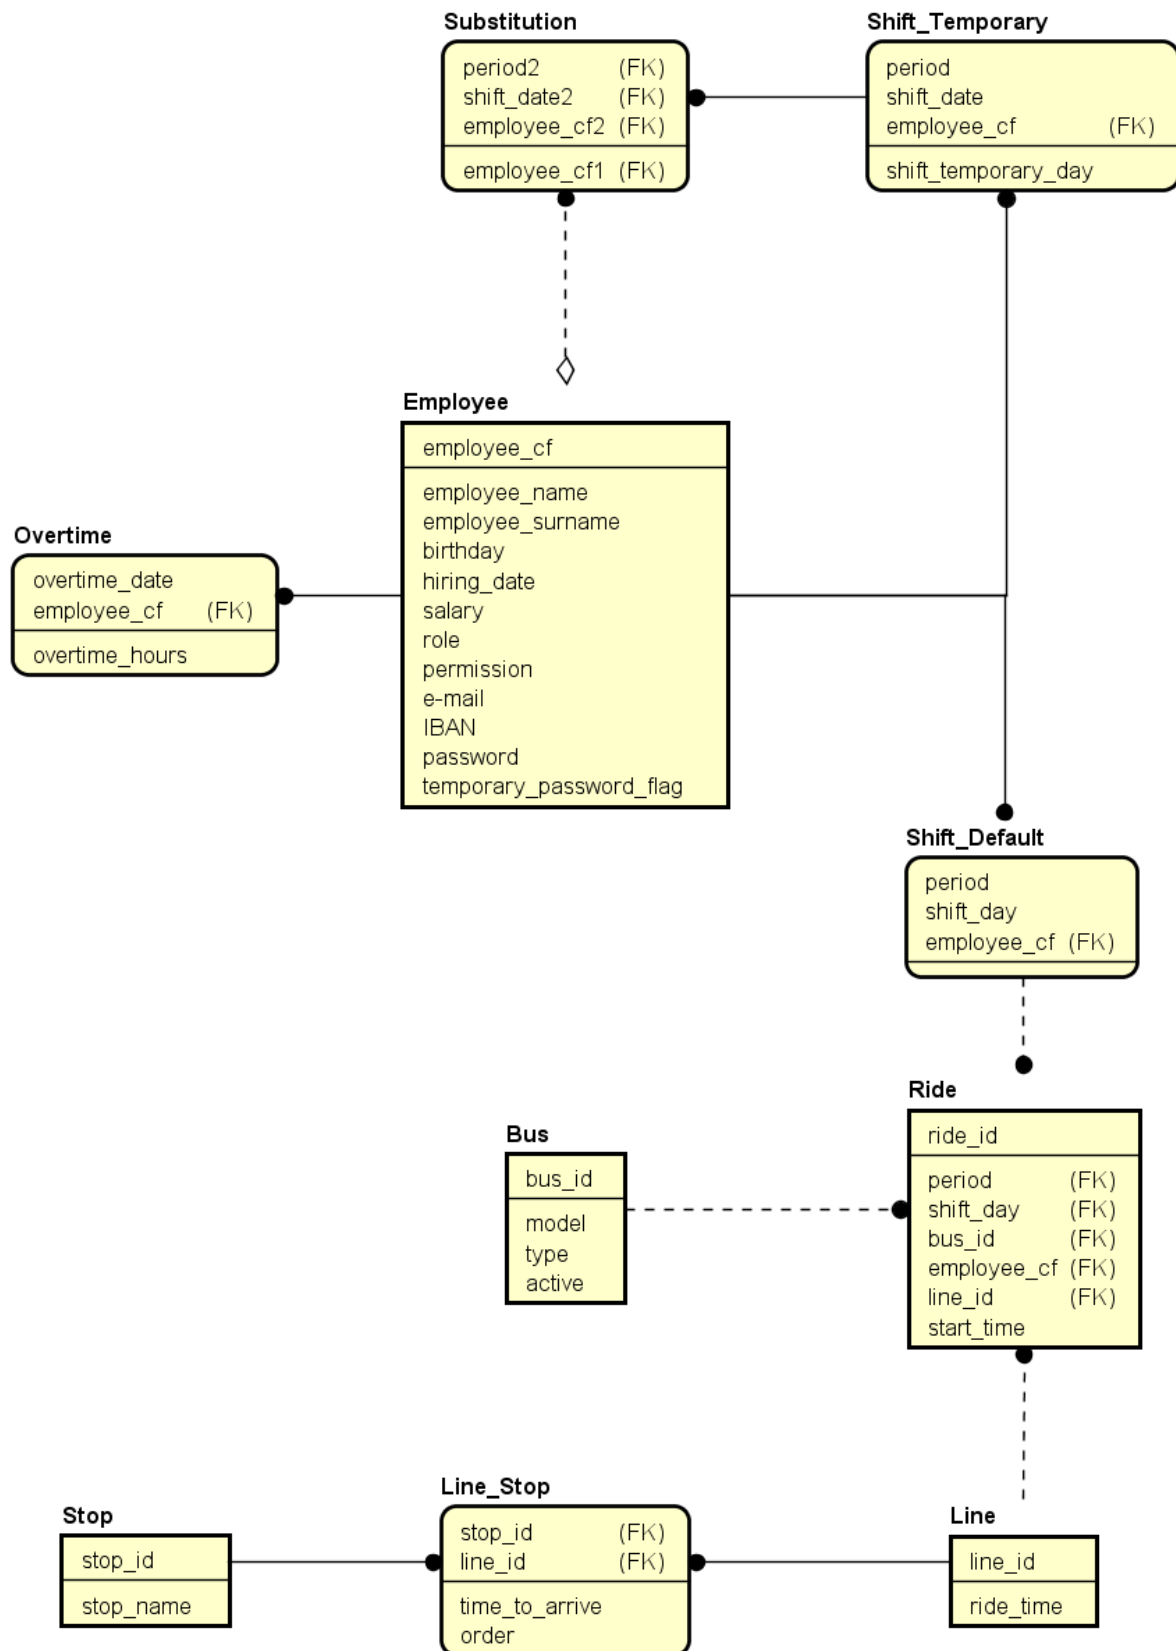 Substitution
period2 (FK)
shift_date2 (FK)
employee_cf2 (FK)
employee_cf1 (FK)
Shift_Temporary
period
shift_date
employee_cf (FK)
shift_temporary_day
Employee
employee_cf
employee_name
employee_surname
birthday
hiring_date
salary
role
permission
e-mail
IBAN
password
temporary_password_flag
Overtime
overtime_date
employee_cf (FK)
overtime_hours
Shift_Default
period
shift_day
employee_cf (FK)
Ride
ride_id
period (FK)
shift_day (FK)
bus_id (FK)
employee_cf (FK)
line_id (FK)
start_time
Bus
bus_id
model
type
active
Line_Stop
stop_id (FK)
line_id (FK)
time_to_arrive
order
Stop
stop_id
stop_name
Line
line_id
ride_time